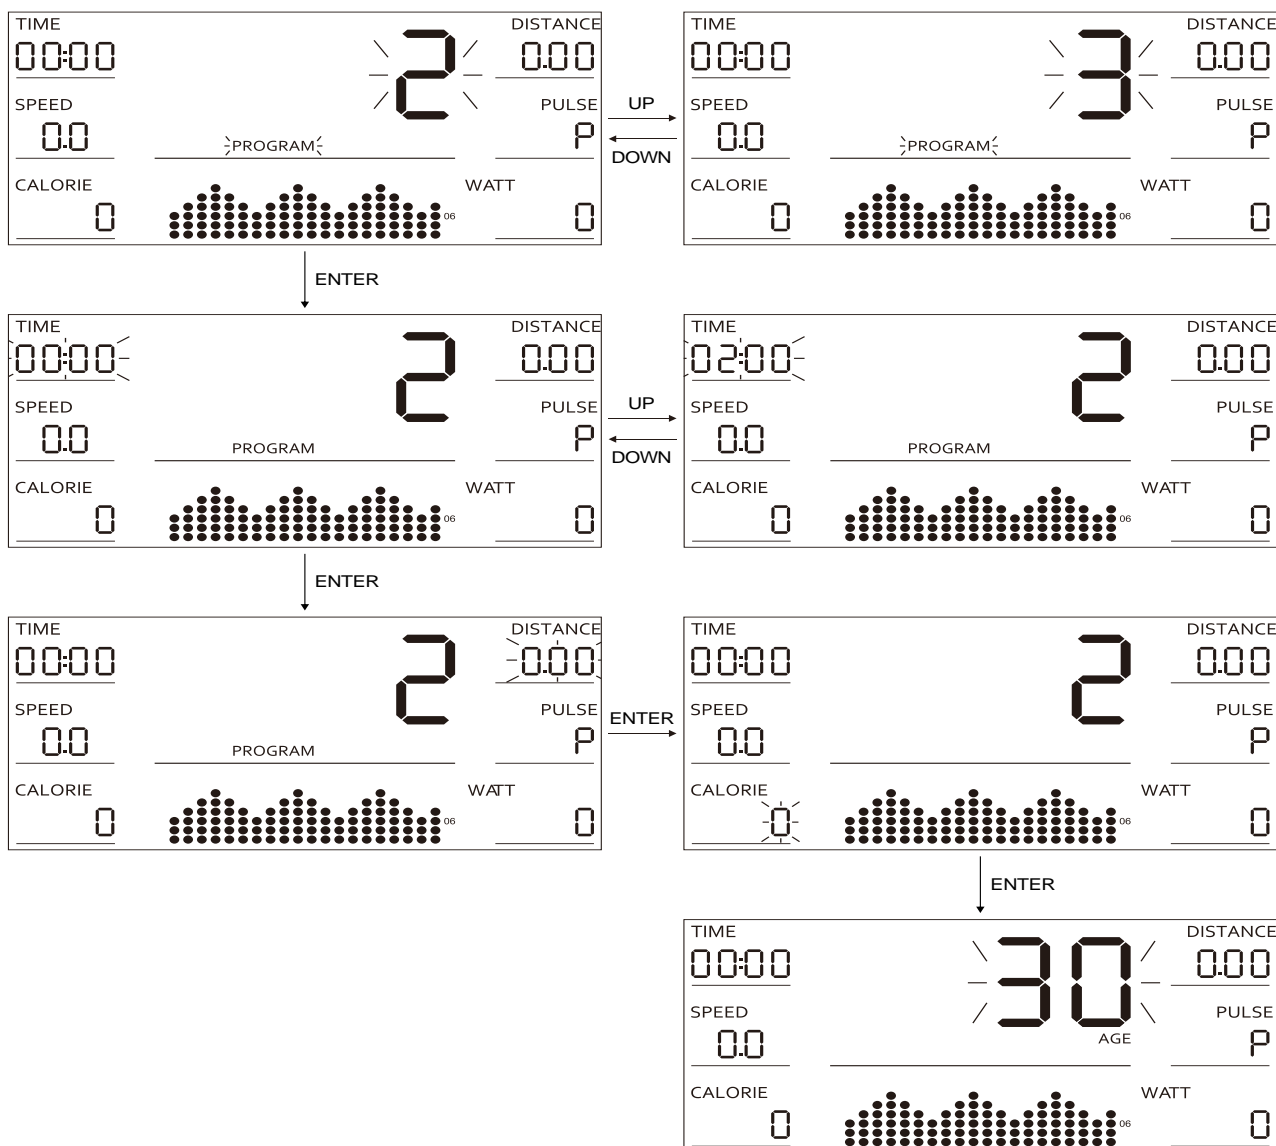 TIME 2 DISTANCE
00:00 0.00
SPEED PULSE
0.0 P
PROGRAM
CALORIE WATT
0 06 0
UP
DOWN
TIME 3 DISTANCE
00:00 0.00
SPEED PULSE
0.0 P
PROGRAM
CALORIE WATT
0 06 0
ENTER
TIME 2 DISTANCE
00:00 0.00
SPEED PULSE
0.0 P
PROGRAM
CALORIE WATT
0 06 0
UP
DOWN
TIME 2 DISTANCE
02:00 0.00
SPEED PULSE
0.0 P
PROGRAM
CALORIE WATT
0 06 0
ENTER
TIME 2 DISTANCE
00:00 0.00
SPEED PULSE
0.0 P
PROGRAM
CALORIE WATT
0 06 0
ENTER
TIME 2 DISTANCE
00:00 0.00
SPEED PULSE
0.0 P
CALORIE WATT
0 06 0
ENTER
TIME 30 DISTANCE
00:00 0.00
SPEED PULSE
0.0 AGE P
CALORIE WATT
0 06 0